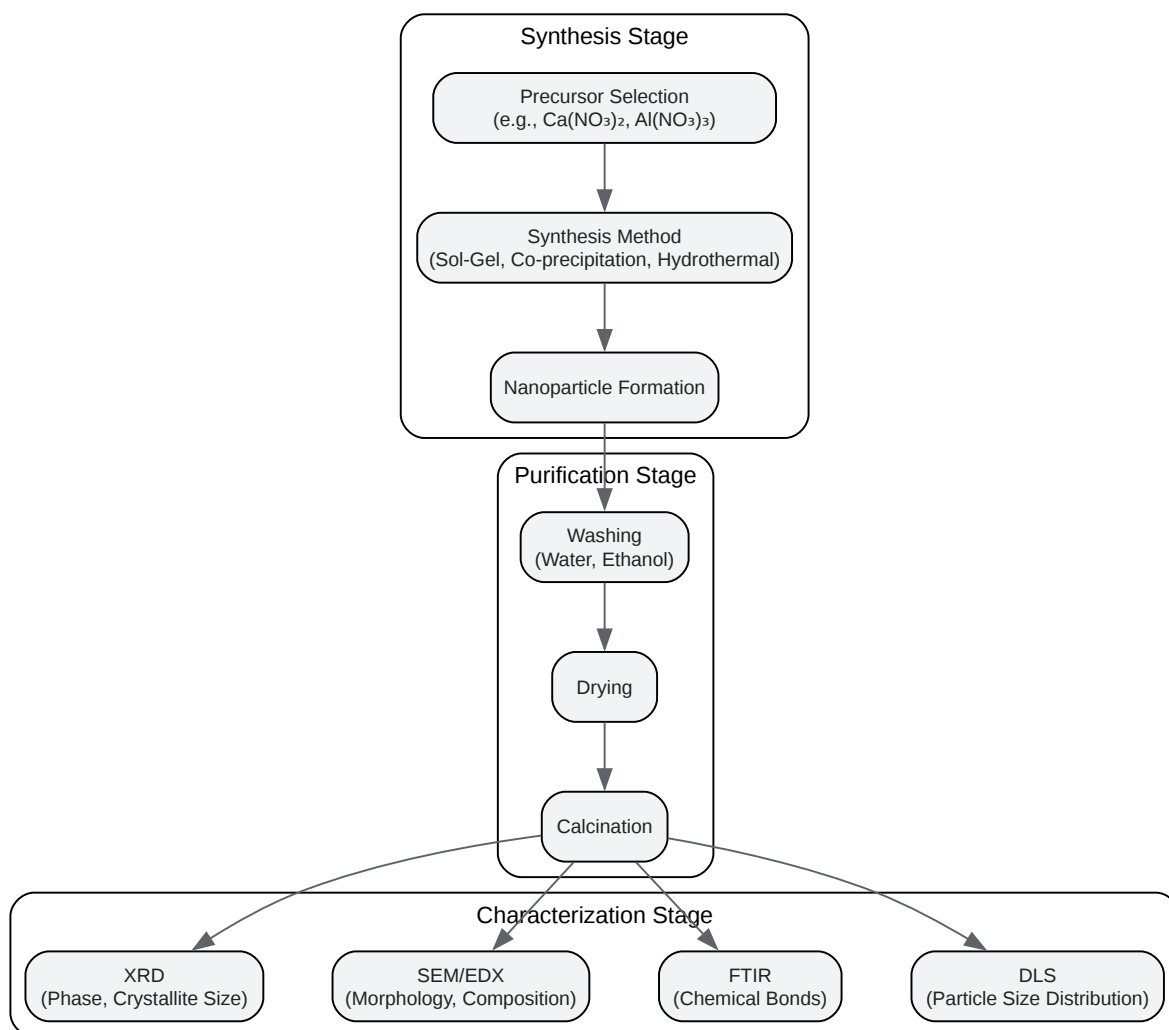 Synthesis Stage
Precursor Selection
(e.g., Ca(NO₃)₂, Al(NO₃)₃)
Synthesis Method
(Sol-Gel, Co-precipitation, Hydrothermal)
Nanoparticle Formation
Purification Stage
Washing
(Water, Ethanol)
Drying
Calcination
Characterization Stage
XRD
(Phase, Crystallite Size)
SEM/EDX
(Morphology, Composition)
FTIR
(Chemical Bonds)
DLS
(Particle Size Distribution)